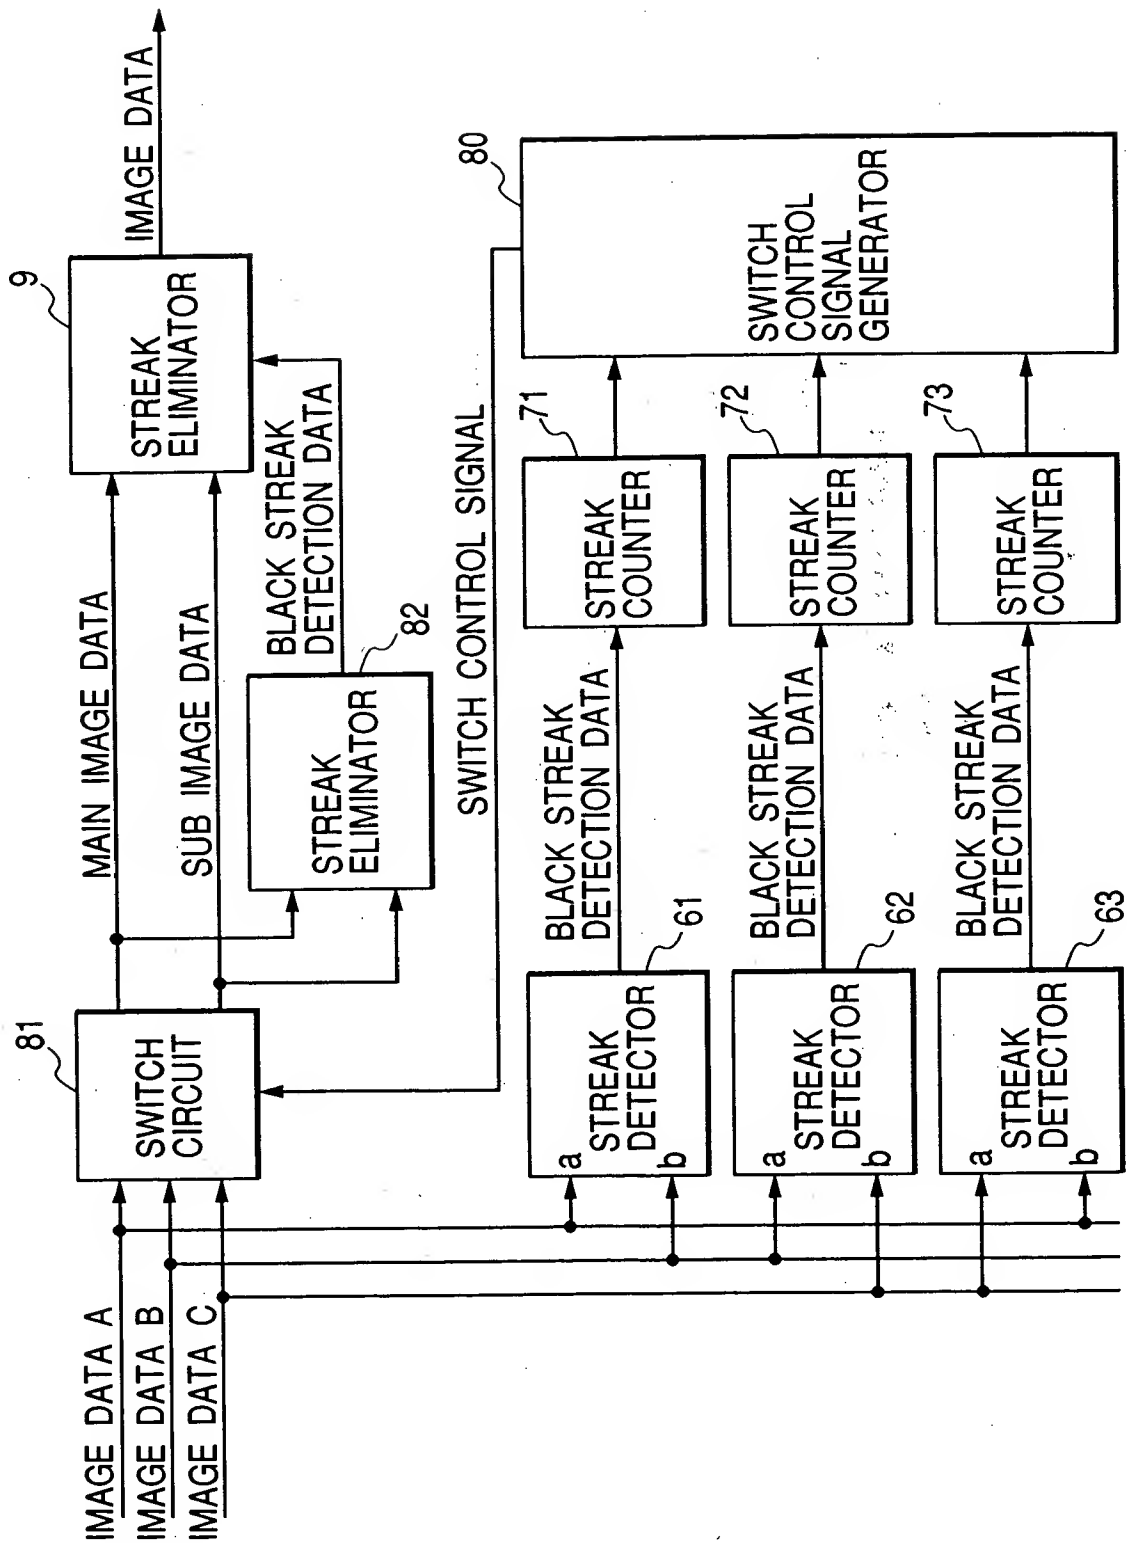 IMAGE DATA A
IMAGE DATA B
IMAGE DATA C
81
SWITCH
CIRCUIT
MAIN IMAGE DATA
SUB IMAGE DATA
STREAK
ELIMINATOR
82
BLACK STREAK
DETECTION DATA
9
STREAK
ELIMINATOR
IMAGE DATA
SWITCH CONTROL SIGNAL
80
SWITCH
CONTROL
SIGNAL
GENERATOR
a
b
STREAK
DETECTOR
61
BLACK STREAK
DETECTION DATA
71
STREAK
COUNTER
a
b
STREAK
DETECTOR
62
BLACK STREAK
DETECTION DATA
72
STREAK
COUNTER
a
b
STREAK
DETECTOR
63
BLACK STREAK
DETECTION DATA
73
STREAK
COUNTER